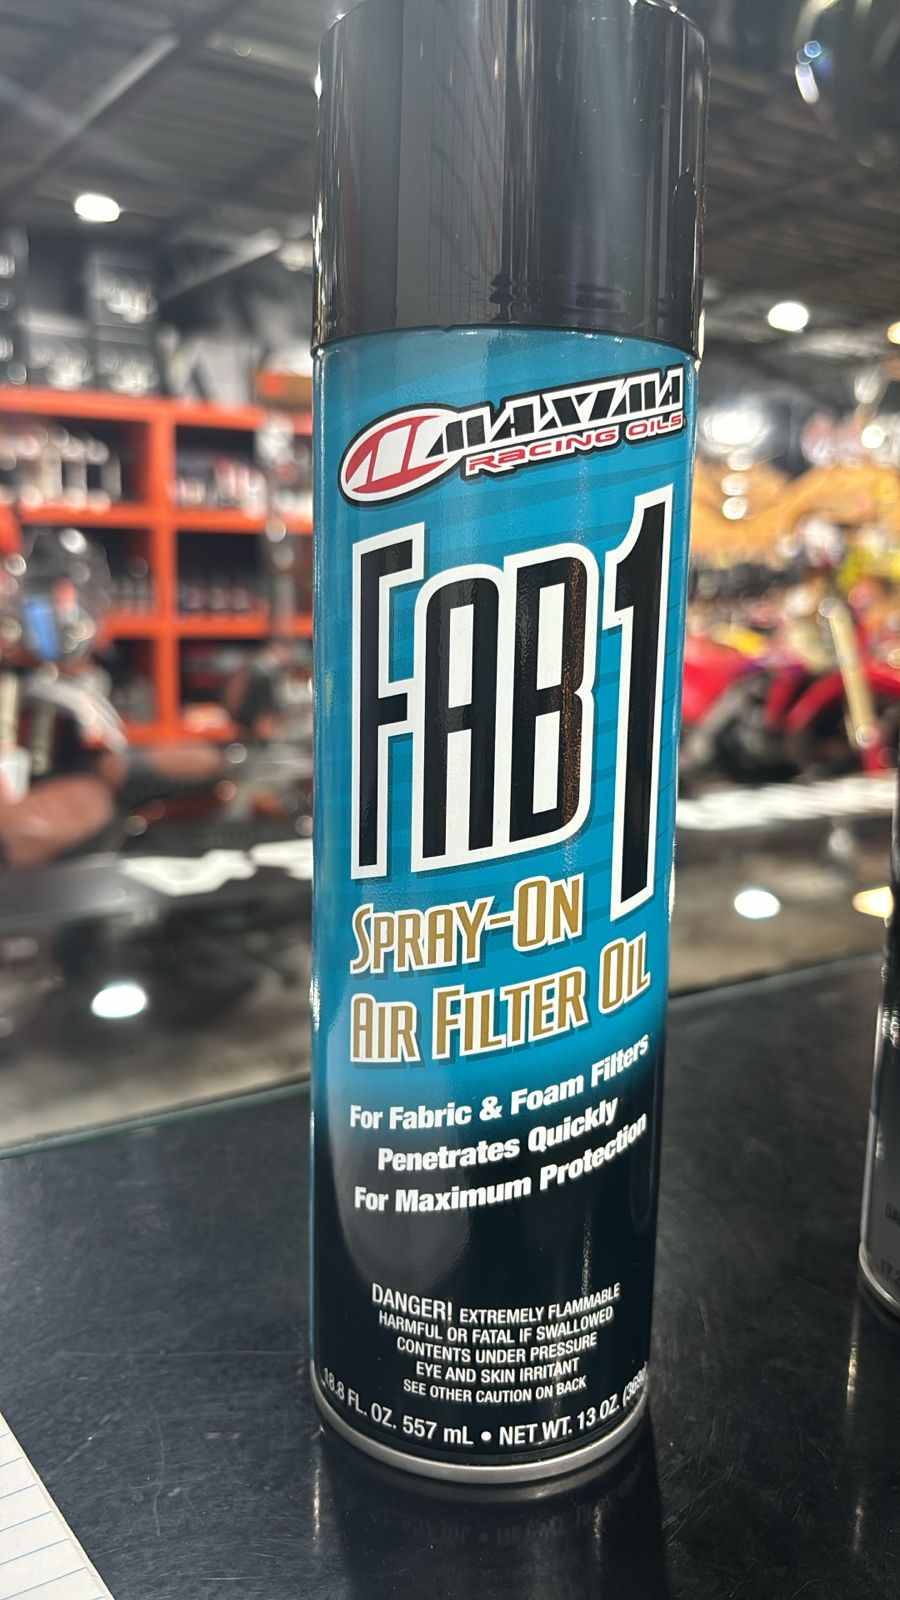 MAXIMA
RACING OILS
FAB1
SPRAY-ON
AIR FILTER OIL
For Fabric & Foam Filters
Penetrates Quickly
For Maximum Protection
DANGER! EXTREMELY FLAMMABLE
HARMFUL OR FATAL IF SWALLOWED
CONTENTS UNDER PRESSURE
EYE AND SKIN IRRITANT
SEE OTHER CAUTION ON BACK
18.8 FL. OZ. 557 mL • NET WT. 13 OZ.